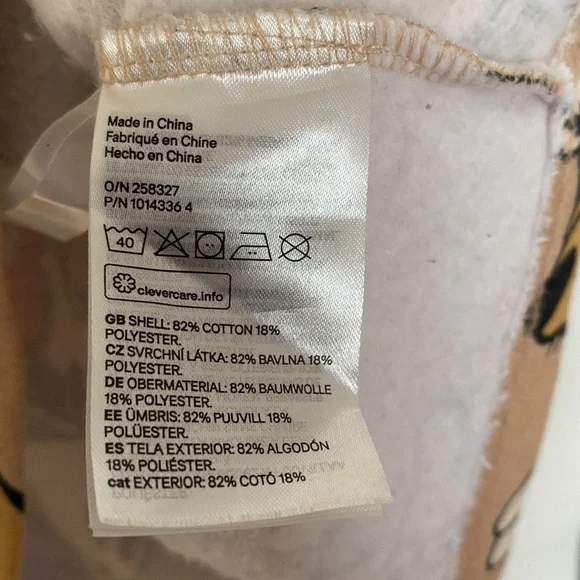 Made in China
Fabriqué en Chine
Hecho en China
O/N 258327
P/N 1014336 4
40
clevercare.info
GB SHELL: 82% COTTON 18%
POLYESTER.
CZ SVRCHNÍ LÁTKA: 82% BAVLNA 18%
POLYESTER.
DE OBERMATERIAL: 82% BAUMWOLLE
18% POLYESTER.
EE ÜMBRIS: 82% PUUVILL 18%
POLÜESTER.
ES TELA EXTERIOR: 82% ALGODÓN
18% POLIÉSTER.
cat EXTERIOR: 82% COTÓ 18%